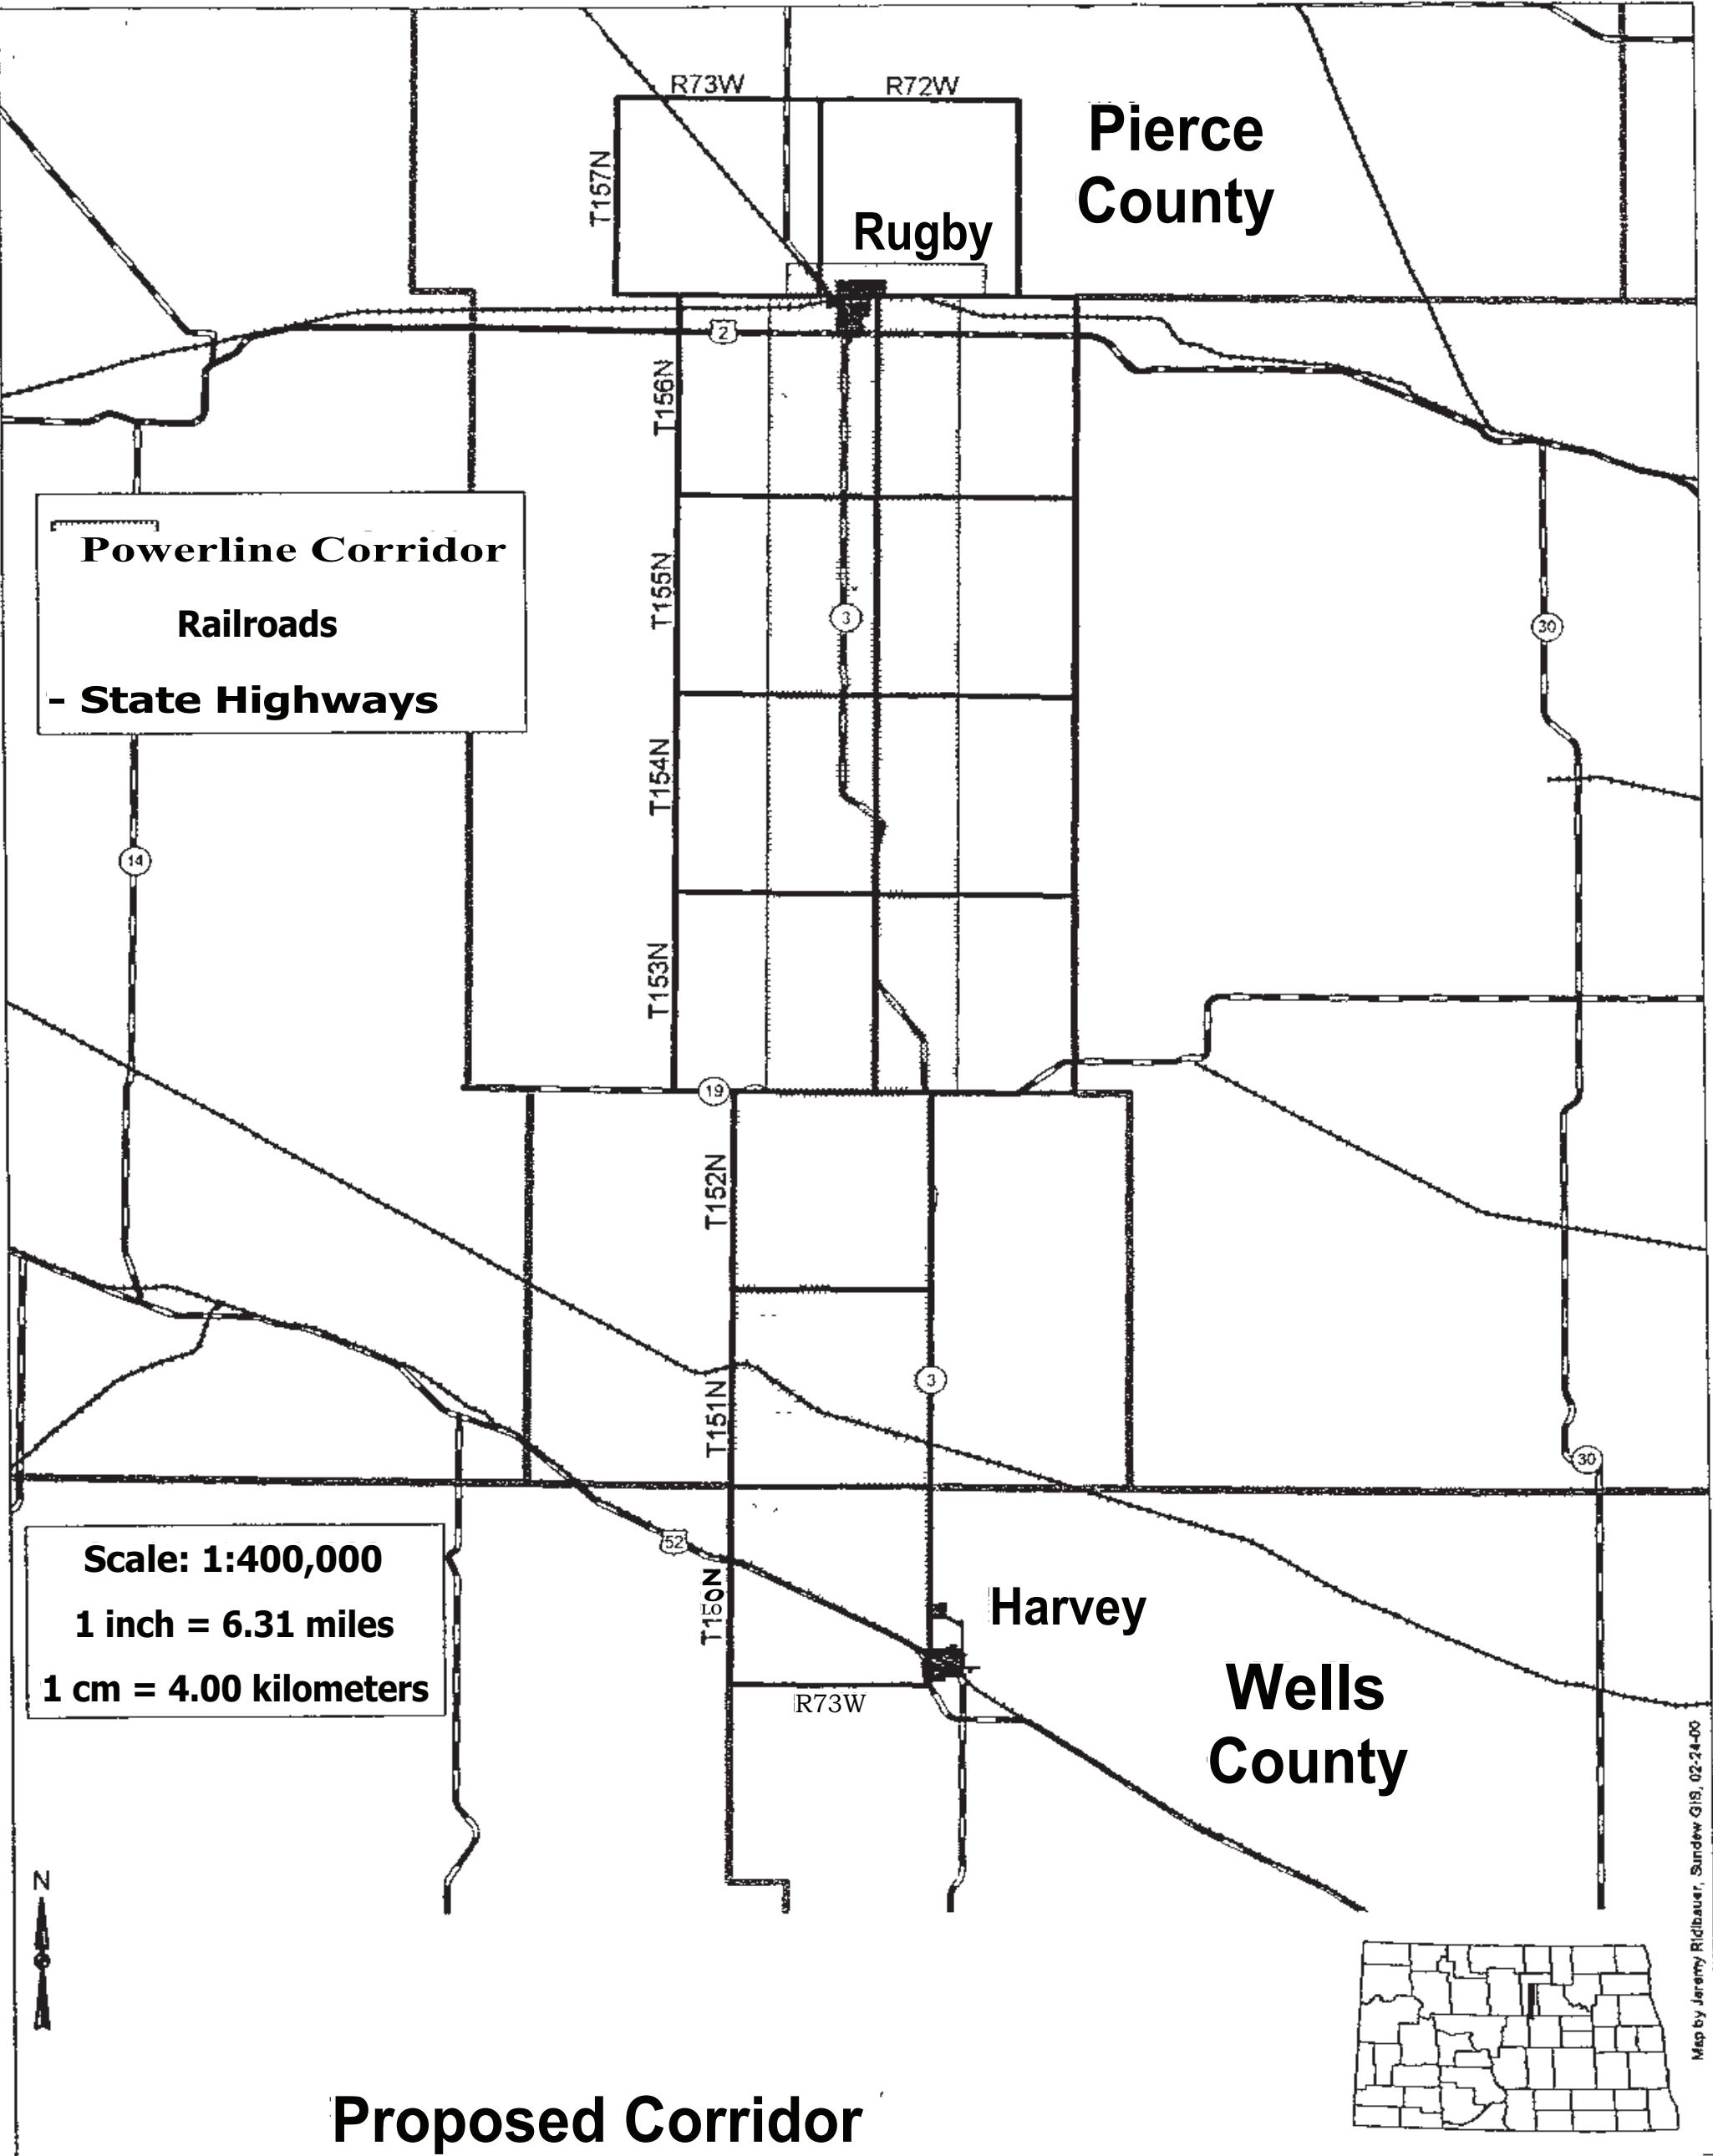 R73W
R72W
Pierce
County
T157N
Rugby
2
T156N
Powerline Corridor
T155N
3
30
Railroads
- State Highways
T154N
14
T153N
19
T152N
3
T151N
30
52
Scale: 1:400,000
1 inch = 6.31 miles
1 cm = 4.00 kilometers
Harvey
R73W
Wells
County
N
Map by Jeremy Ridlbauer, Sundew GIS, 02-24-00
Proposed Corridor